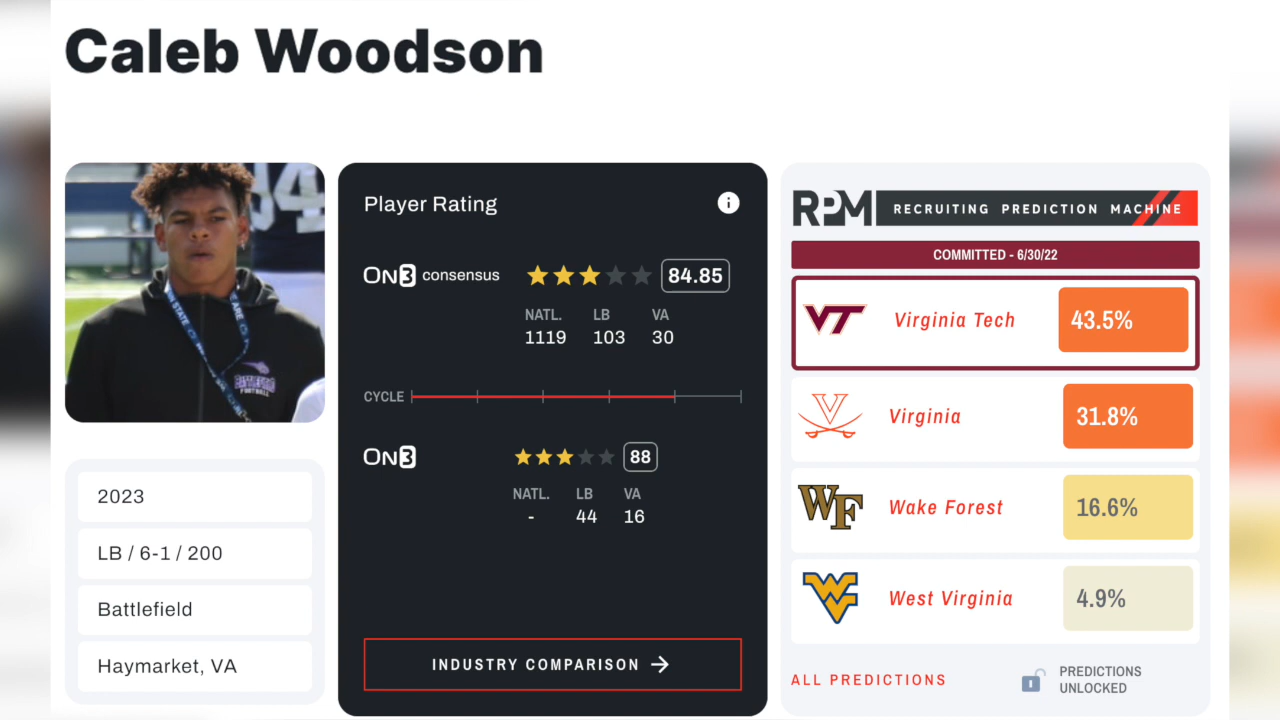 Caleb Woodson
2023
LB / 6-1 / 200
Battlefield
Haymarket, VA
Player Rating
ON3 consensus 84.85
NATL. LB VA
1119 103 30
CYCLE
ON3 88
NATL. LB VA
- 44 16
INDUSTRY COMPARISON →
RPM RECRUITING PREDICTION MACHINE
COMMITTED - 6/30/22
VT Virginia Tech 43.5%
V Virginia 31.8%
WF Wake Forest 16.6%
WV West Virginia 4.9%
ALL PREDICTIONS
PREDICTIONS
UNLOCKED